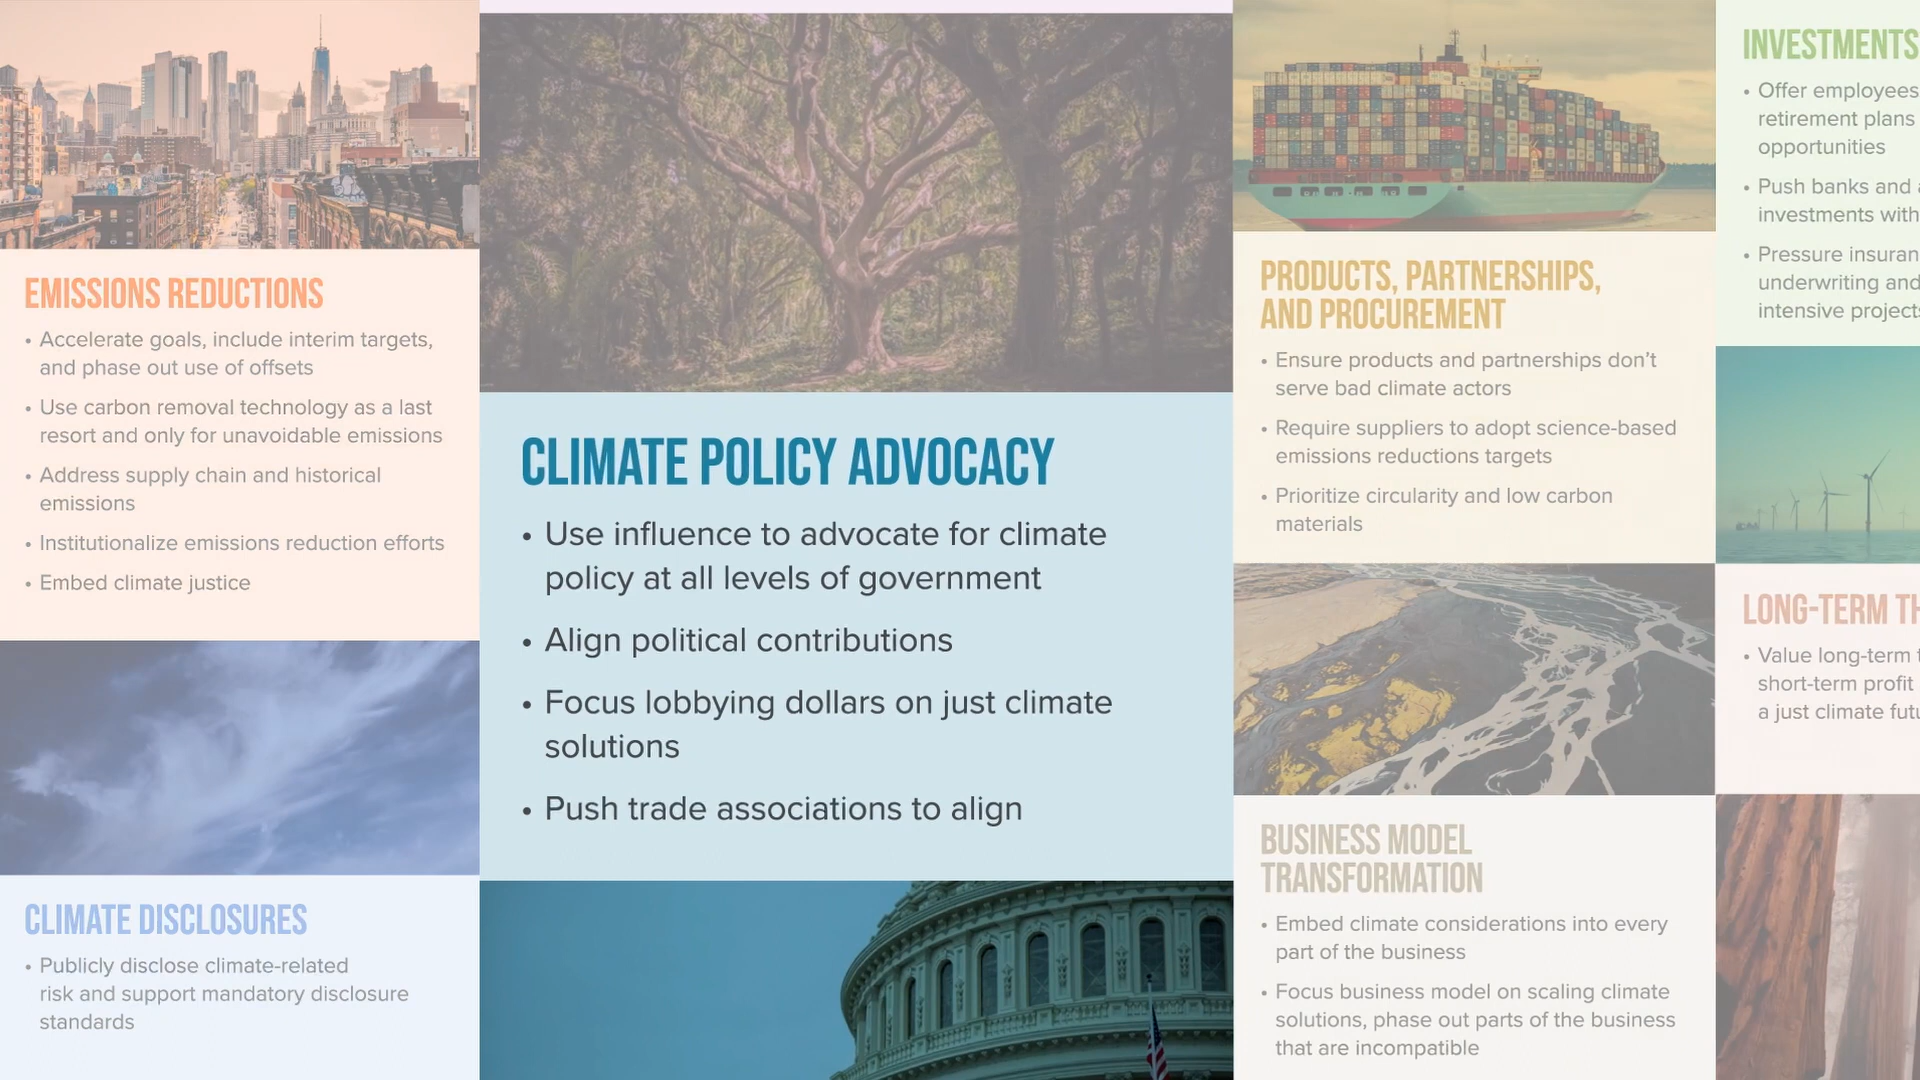 EMISSIONS REDUCTIONS
• Accelerate goals, include interim targets,
and phase out use of offsets
• Use carbon removal technology as a last
resort and only for unavoidable emissions
• Address supply chain and historical
emissions
• Institutionalize emissions reduction efforts
• Embed climate justice
CLIMATE DISCLOSURES
• Publicly disclose climate-related
risk and support mandatory disclosure
standards
CLIMATE POLICY ADVOCACY
• Use influence to advocate for climate
policy at all levels of government
• Align political contributions
• Focus lobbying dollars on just climate
solutions
• Push trade associations to align
PRODUCTS, PARTNERSHIPS,
AND PROCUREMENT
• Ensure products and partnerships don’t
serve bad climate actors
• Require suppliers to adopt science-based
emissions reductions targets
• Prioritize circularity and low carbon
materials
BUSINESS MODEL
TRANSFORMATION
• Embed climate considerations into every
part of the business
• Focus business model on scaling climate
solutions, phase out parts of the business
that are incompatible
INVESTMENTS
• Offer employees
retirement plans
opportunities
• Push banks and
investments with
• Pressure
underwriting and
intensive projects
LONG-TERM
• Value long-term
short-term profit
a just climate